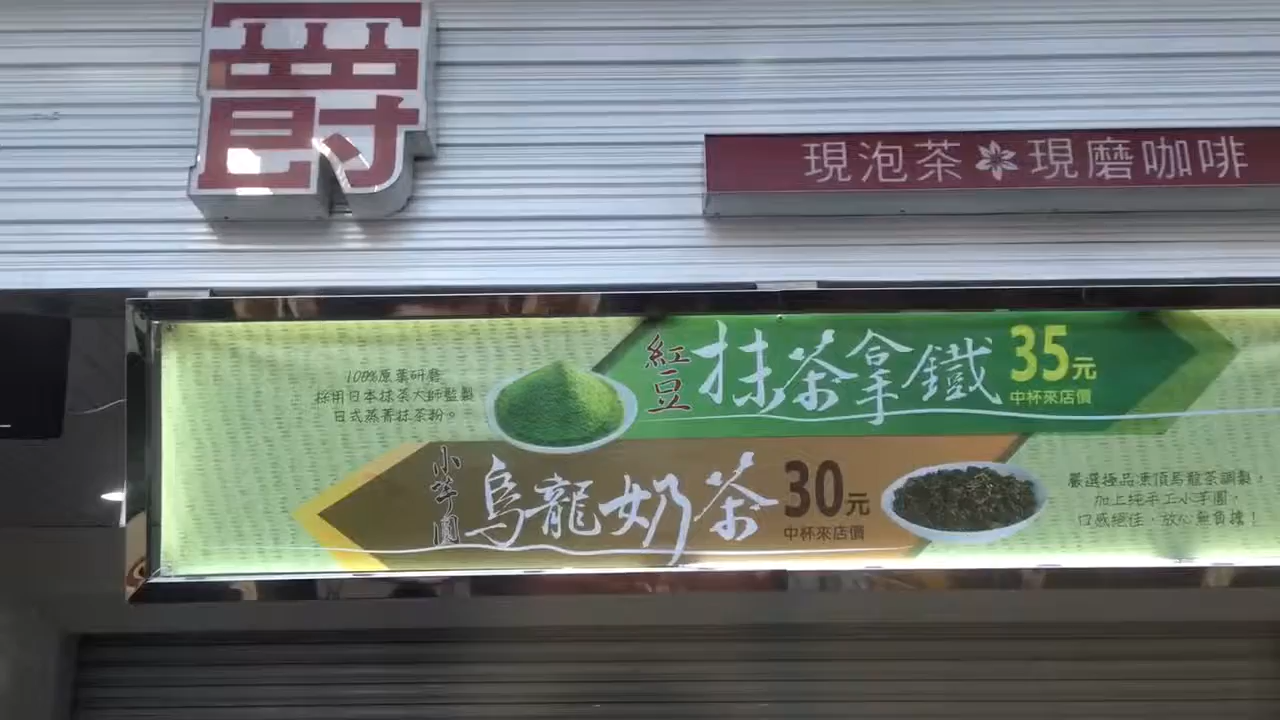 爵
現泡茶 現磨咖啡
紅豆
抹茶拿鐵 35元
中杯來店價
100%原葉研磨
採用日本抹茶大師監製
日式蒸菁抹茶粉。
小芋圓
烏龍奶茶 30元
中杯來店價
嚴選極品凍頂烏龍茶調製，
加上純手工小芋圓，
口感絕佳，放心無負擔！